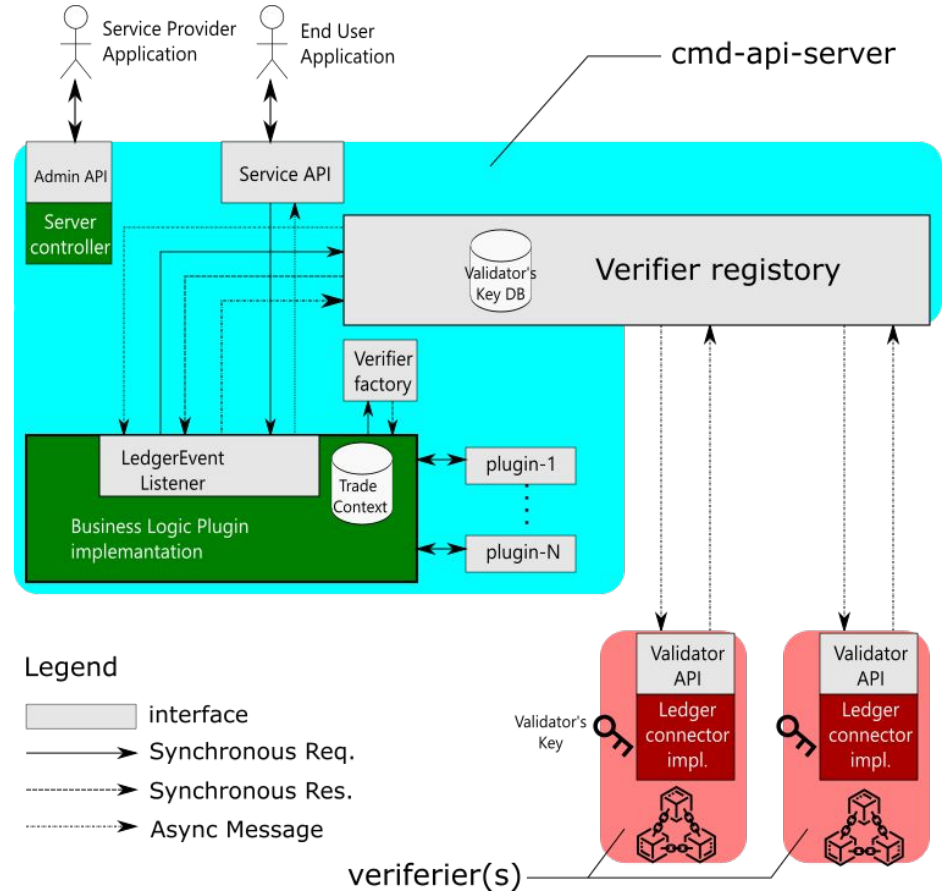 Service Provider
Application
End User
Application
cmd-api-server
Admin API
Service API
Server
controller
Validator's
Key DB
Verifier registory
Verifier
factory
LedgerEvent
Listener
Trade
Context
plugin-1
Business Logic Plugin
implemantation
plugin-N
Legend
interface
Synchronous Req.
Synchronous Res.
Async Message
Validator
API
Validator
API
Validator's
Key
Ledger
connector
impl.
Ledger
connector
impl.
veriferier(s)